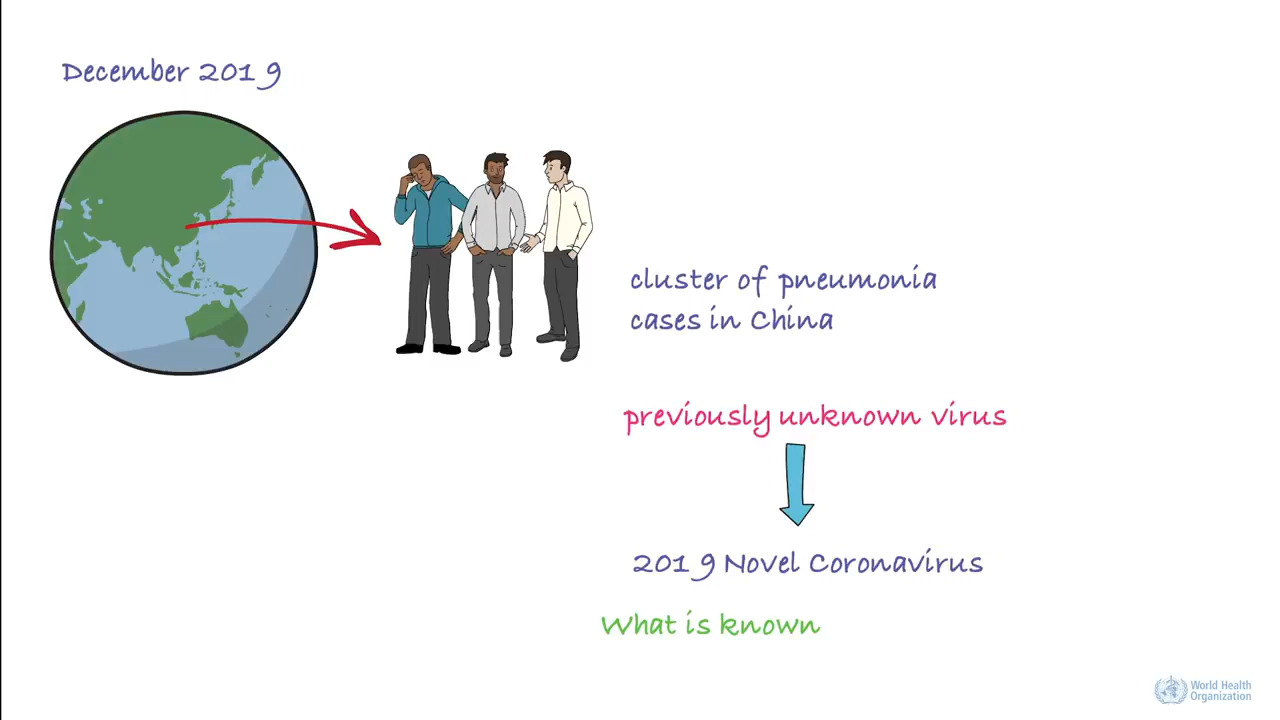 December 2019
cluster of pneumonia
cases in China
previously unknown virus
2019 Novel Coronavirus
What is known
World Health
Organization